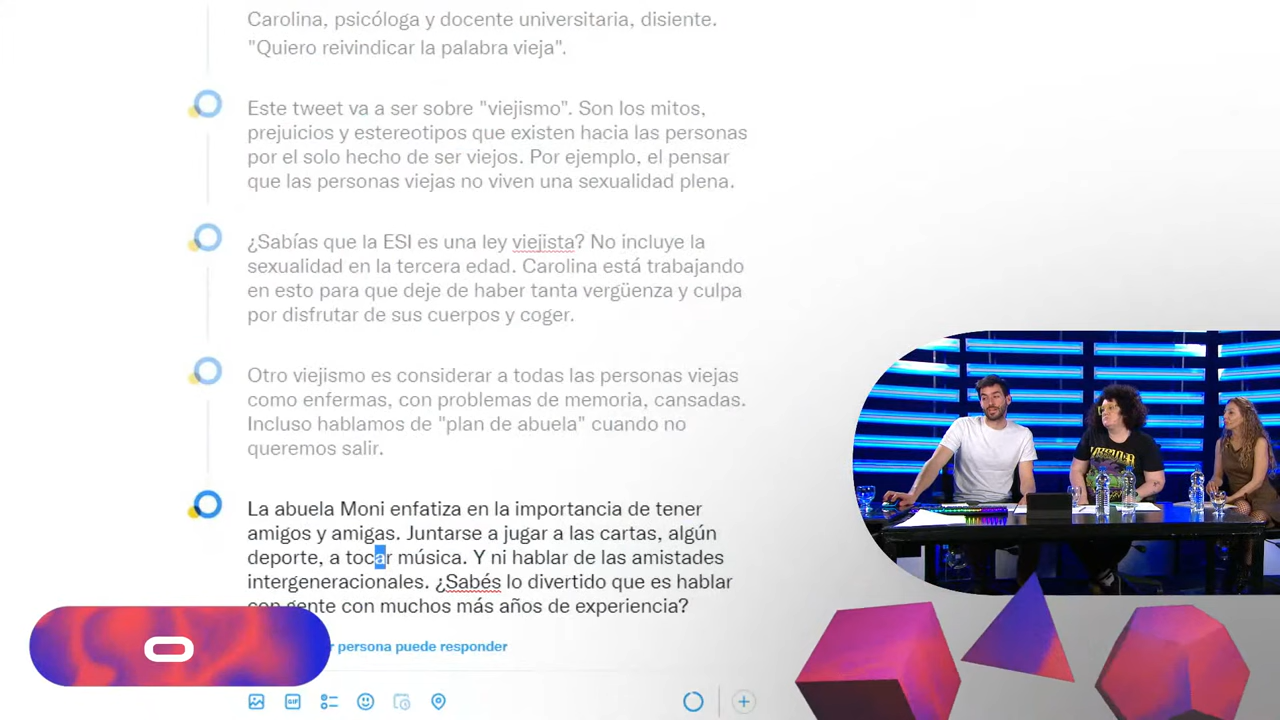 Carolina, psicóloga y docente universitaria, disiente.
"Quiero reivindicar la palabra vieja".
Este tweet va a ser sobre "viejismo". Son los mitos,
prejuicios y estereotipos que existen hacia las personas
por el solo hecho de ser viejos. Por ejemplo, el pensar
que las personas viejas no viven una sexualidad plena.
¿Sabías que la ESI es una ley viejista? No incluye la
sexualidad en la tercera edad. Carolina está trabajando
en esto para que deje de haber tanta vergüenza y culpa
por disfrutar de sus cuerpos y coger.
Otro viejismo es considerar a todas las personas viejas
como enfermas, con problemas de memoria, cansadas.
Incluso hablamos de "plan de abuela" cuando no
queremos salir.
La abuela Moni enfatiza en la importancia de tener
amigos y amigas. Juntarse a jugar a las cartas, algún
deporte, a tocar música. Y ni hablar de las amistades
intergeneracionales. ¿Sabés lo divertido que es hablar
con gente con muchos más años de experiencia?
persona puede responder
GIF